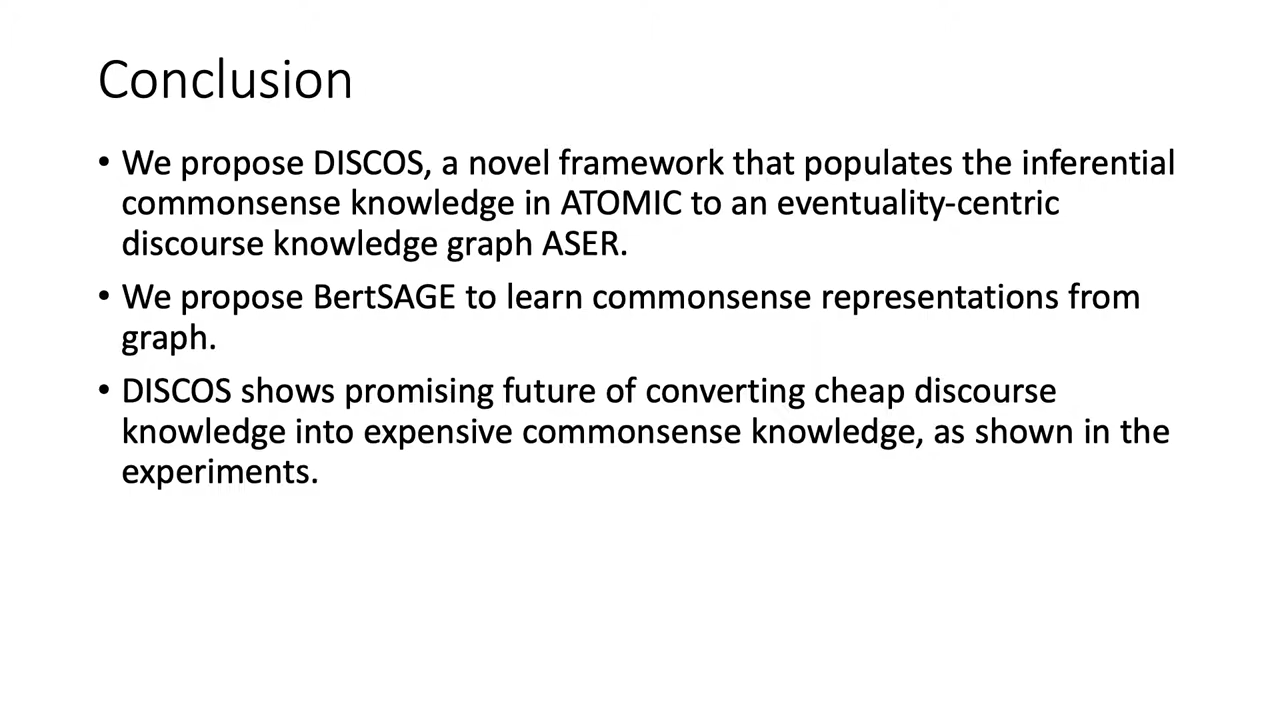 Conclusion
• We propose DISCOS, a novel framework that populates the inferential
commonsense knowledge in ATOMIC to an eventuality-centric
discourse knowledge graph ASER.
• We propose BertSAGE to learn commonsense representations from
graph.
• DISCOS shows promising future of converting cheap discourse
knowledge into expensive commonsense knowledge, as shown in the
experiments.